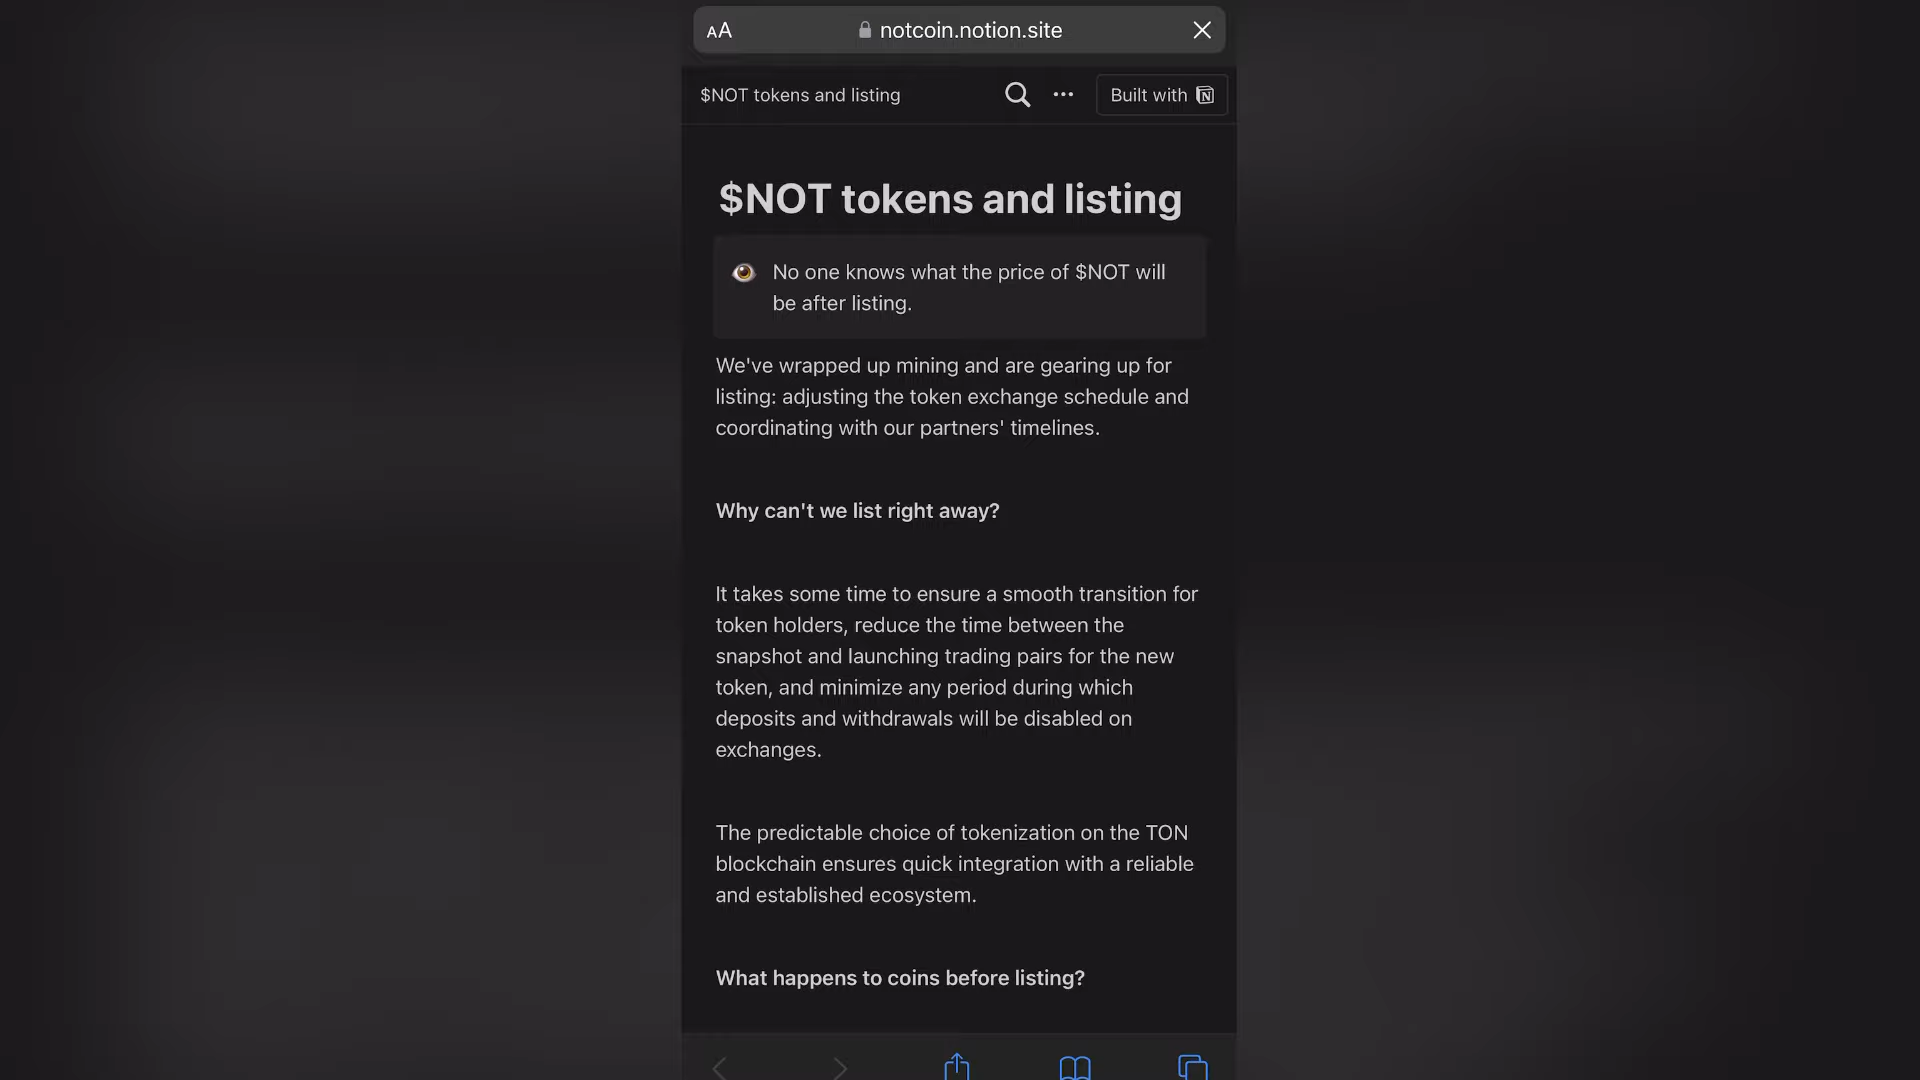 AA
notcoin.notion.site
$NOT tokens and listing
Built with
$NOT tokens and listing
No one knows what the price of $NOT will
be after listing.
We've wrapped up mining and are gearing up for
listing: adjusting the token exchange schedule and
coordinating with our partners' timelines.
Why can't we list right away?
It takes some time to ensure a smooth transition for
token holders, reduce the time between the
snapshot and launching trading pairs for the new
token, and minimize any period during which
deposits and withdrawals will be disabled on
exchanges.
The predictable choice of tokenization on the TON
blockchain ensures quick integration with a reliable
and established ecosystem.
What happens to coins before listing?